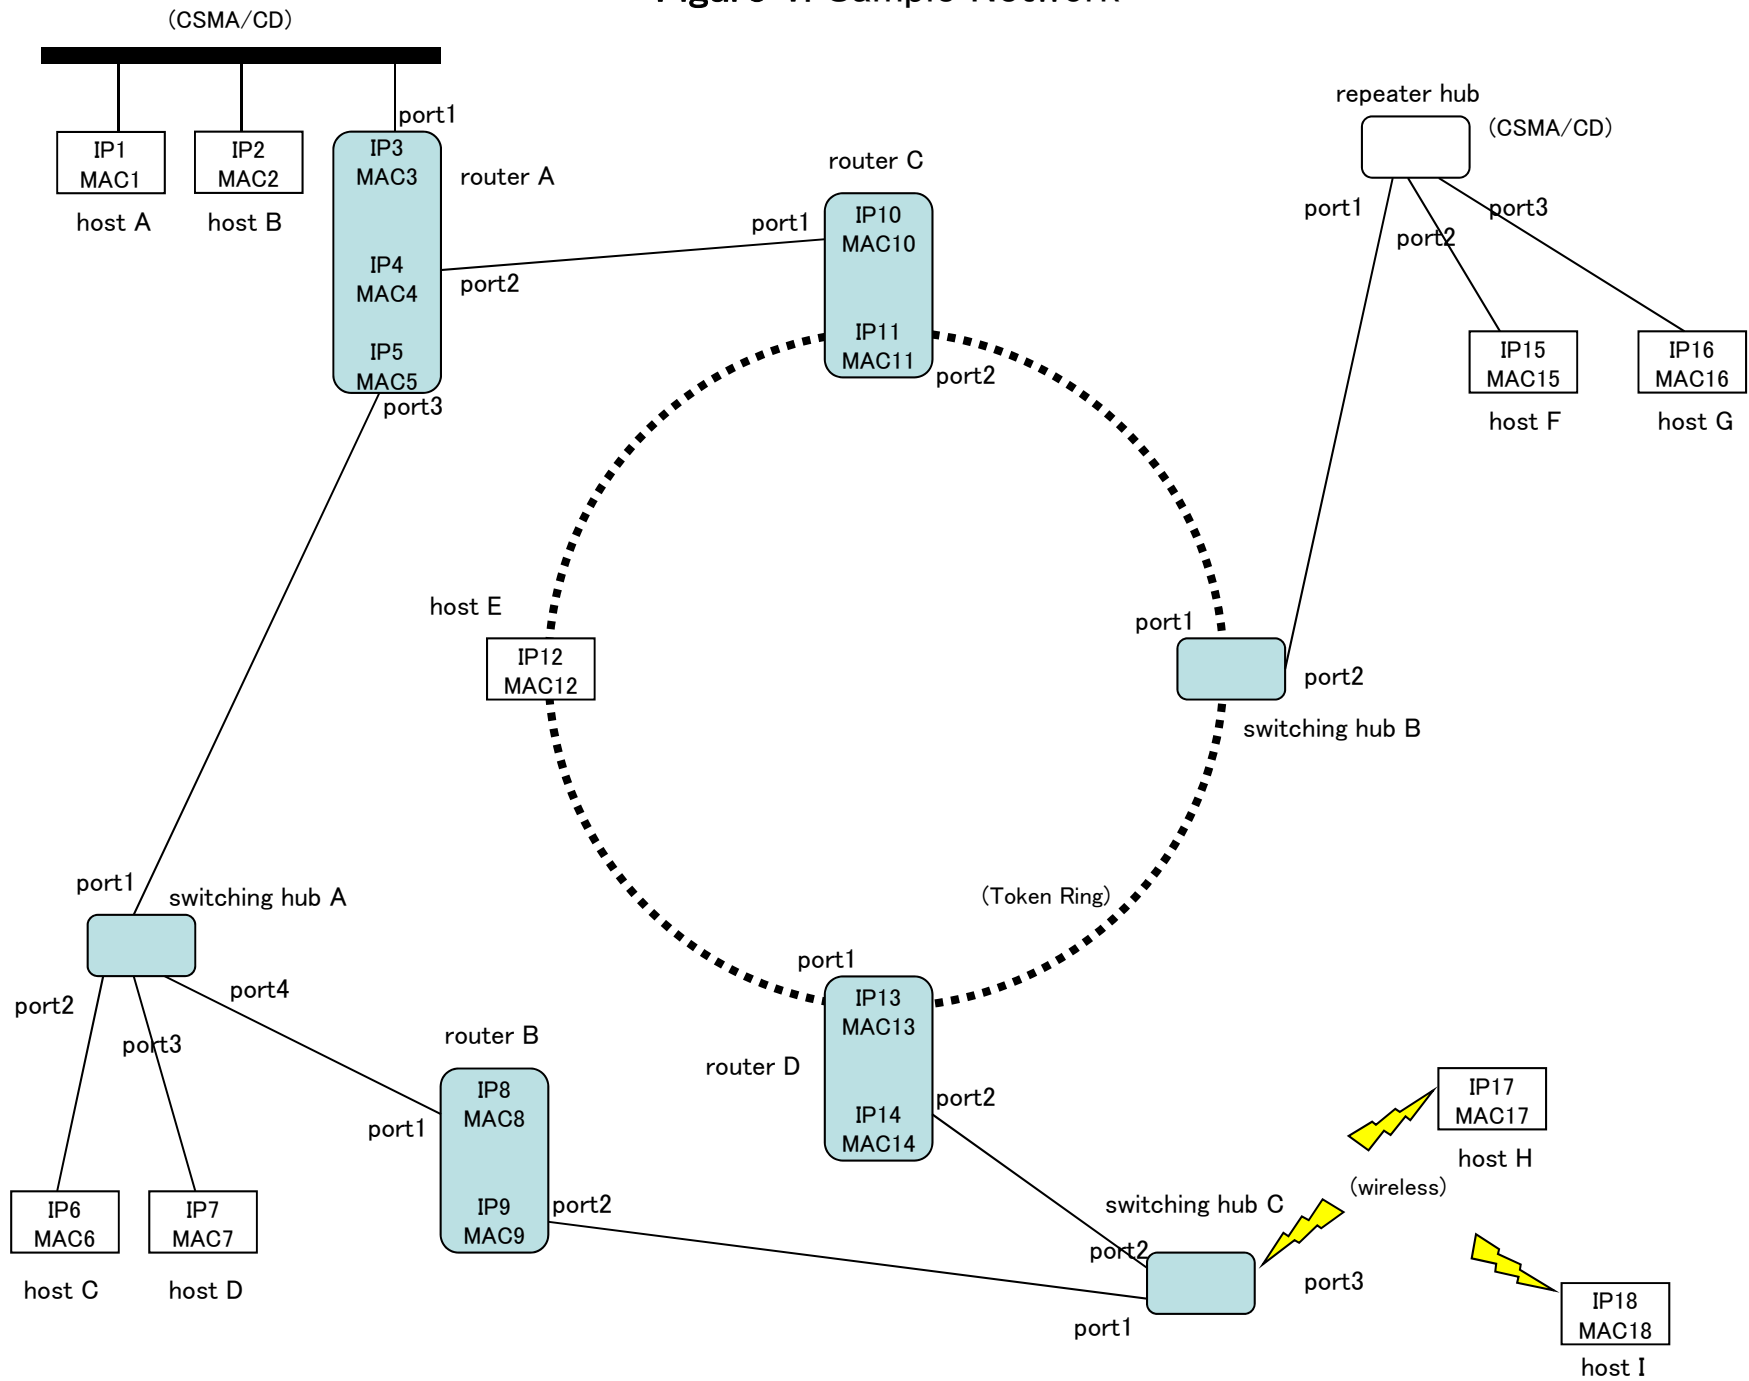 (CSMA/CD)
port1
IP1
MAC1
host A
IP2
MAC2
host B
IP3
MAC3
IP4
MAC4
IP5
MAC5
router A
port2
port3
router C
port1
IP10
MAC10
IP11
MAC11
port2
repeater hub
(CSMA/CD)
port1
port2
port3
IP15
MAC15
host F
IP16
MAC16
host G
host E
IP12
MAC12
port1
port2
switching hub B
(Token Ring)
port1
switching hub A
port2
port3
port4
IP6
MAC6
host C
IP7
MAC7
host D
router B
port1
IP8
MAC8
IP9
MAC9
port2
port1
IP13
MAC13
IP14
MAC14
router D
port2
switching hub C
port2
port1
port3
(wireless)
IP17
MAC17
host H
IP18
MAC18
host I